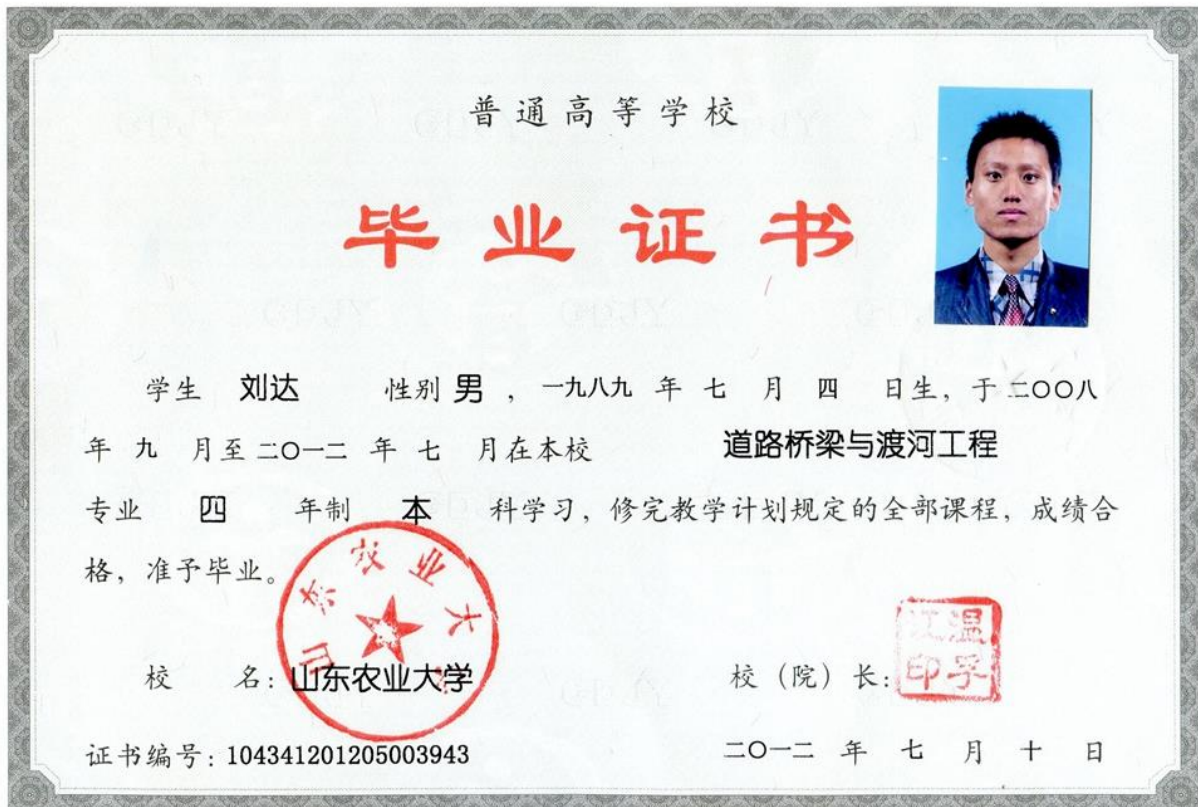 普通高等学校
毕业证书
学生 刘达 性别 男 ， 一九八九 年 七 月 四 日生，于 二〇〇八
年 九 月至 二〇一二 年 七 月在本校 道路桥梁与渡河工程
专业 四 年制 本 科学习，修完教学计划规定的全部课程，成绩合
格，准予毕业。
山东农业大学
校 名：山东农业大学
校（院）长：
温孚江印
证书编号：104341201205003943
二〇一二 年 七 月 十 日